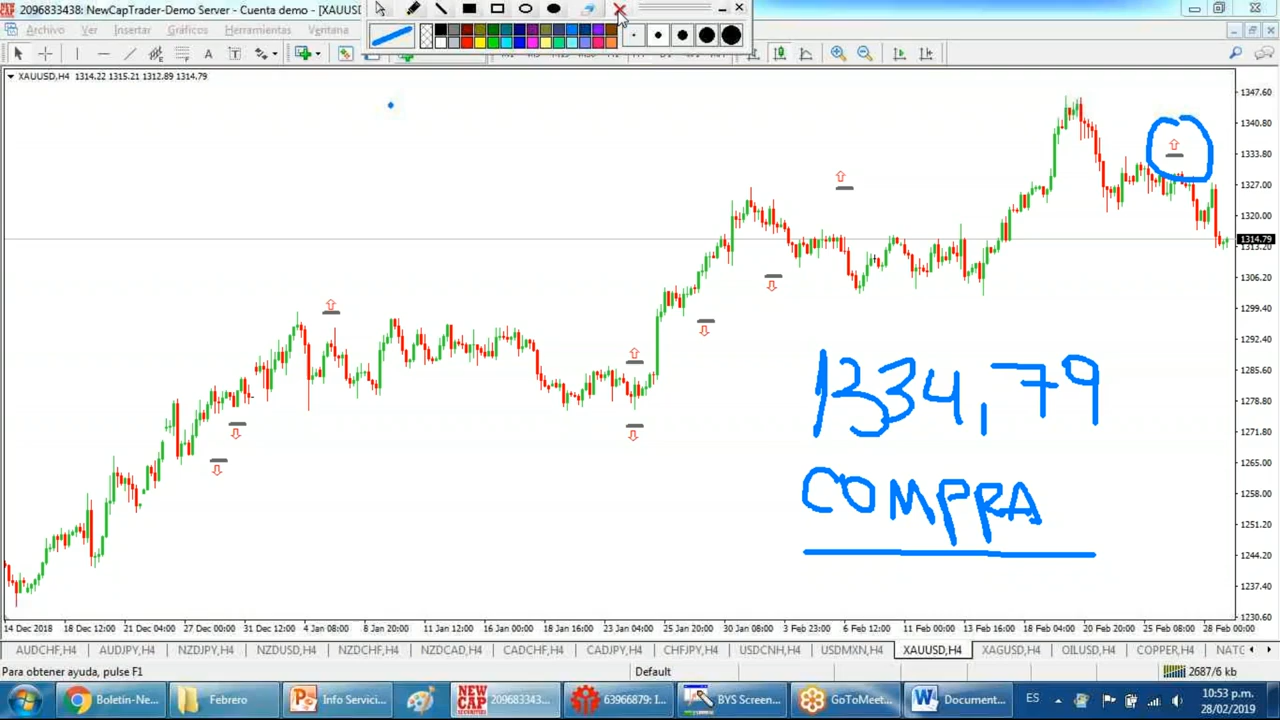 2096833438: NewCapTrader-Demo Server - Cuenta demo - [XAUUSD
Archivo Ver Insertar Gráficos Herramientas Ventana
XAUUSD,H4 1314.22 1315.21 1312.89 1314.79
1347.60
1340.80
1333.80
1327.00
1320.00
1314.79
1313.20
1306.20
1299.40
1292.40
1285.60
1278.80
1271.80
1265.00
1258.00
1251.20
1244.20
1237.40
1230.60
1334,79
COMPRA
14 Dec 2018 18 Dec 12:00 21 Dec 04:00 27 Dec 00:00 31 Dec 12:00 4 Jan 08:00 8 Jan 20:00 11 Jan 12:00 16 Jan 00:00 18 Jan 16:00 23 Jan 04:00 25 Jan 20:00 30 Jan 08:00 3 Feb 23:00 6 Feb 12:00 11 Feb 00:00 13 Feb 16:00 18 Feb 04:00 20 Feb 20:00 25 Feb 08:00 28 Feb 00:00
AUDCHF,H4 AUDJPY,H4 NZDJPY,H4 NZDUSD,H4 NZDCHF,H4 NZDCAD,H4 CADCHF,H4 CADJPY,H4 CHFJPY,H4 USDCNH,H4 USDMXN,H4 XAUUSD,H4 XAGUSD,H4 OILUSD,H4 COPPER,H4 NATG
Para obtener ayuda, pulse F1 Default 2687/6 kb
Boletin-Ne... Febrero Info Servici... NEW CAP 209683343... 63966879: I... BYS Screen... GoToMeet... Document... ES 10:53 p.m.
28/02/2019